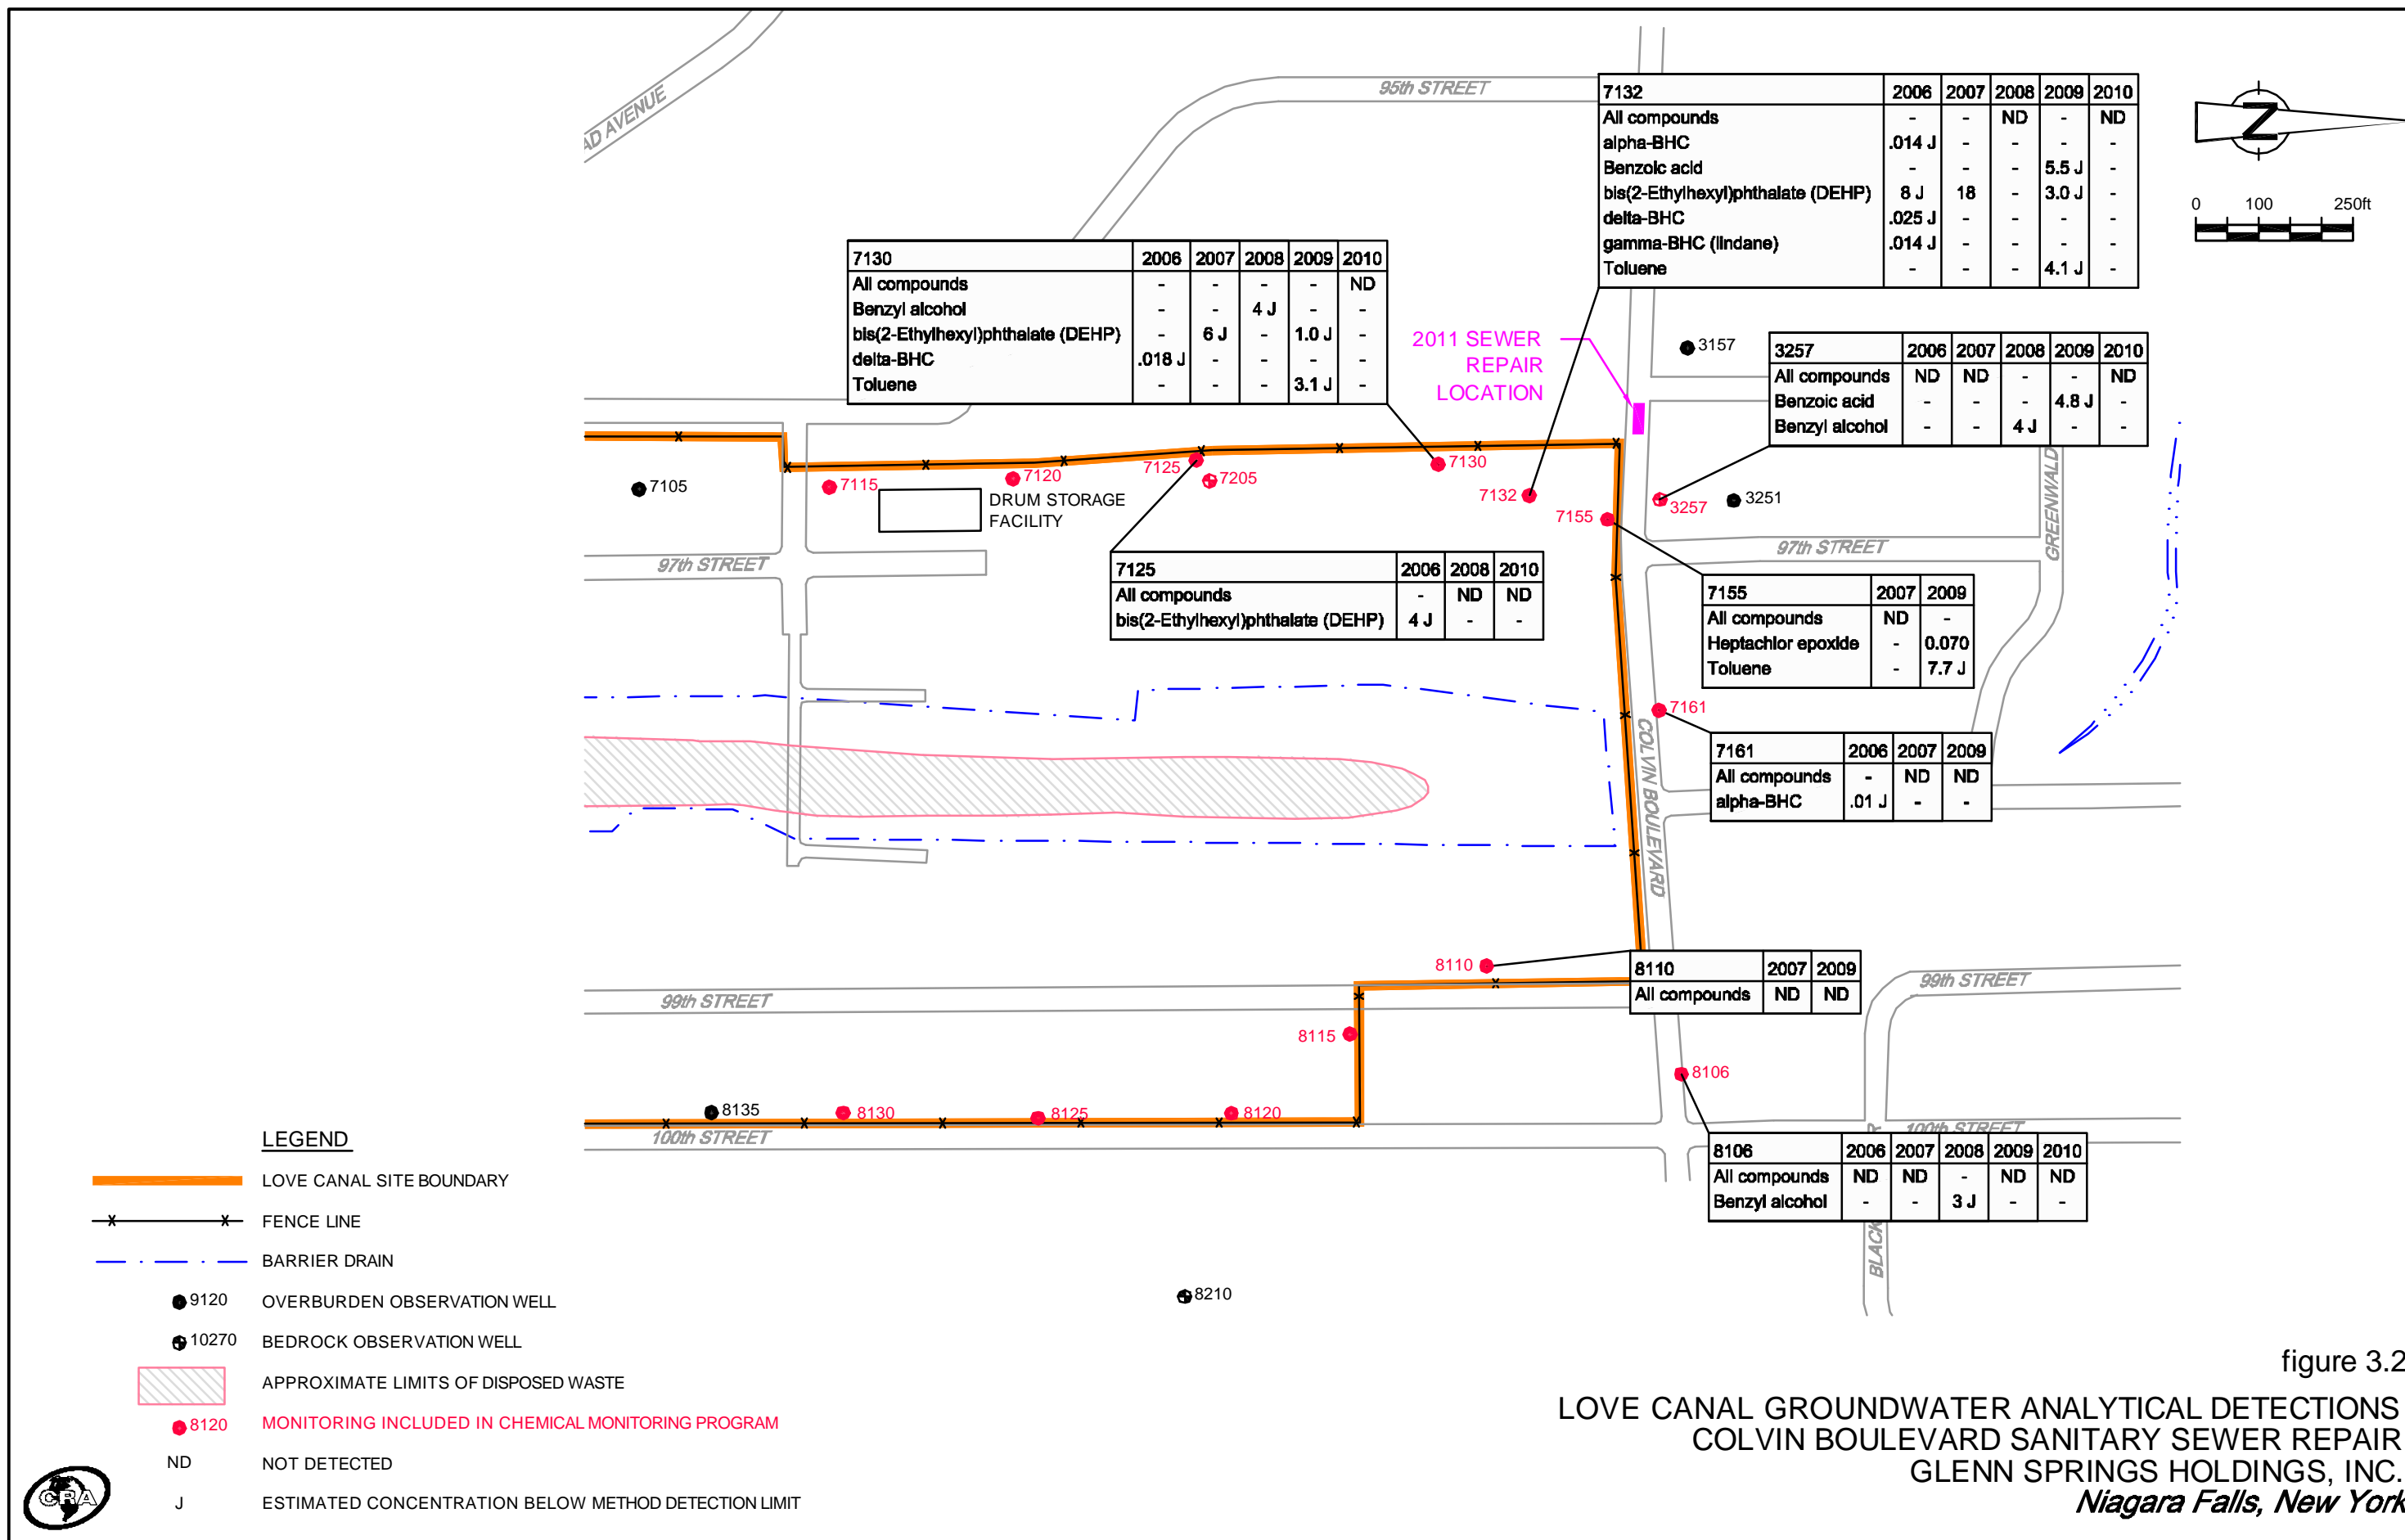 AD AVENUE
95th STREET
7132 2006 2007 2008 2009 2010
All compounds - - ND - ND
alpha-BHC .014 J - - - -
Benzoic acid - - - 5.5 J -
bis(2-Ethylhexyl)phthalate (DEHP) 8 J 18 - 3.0 J -
delta-BHC .025 J - - - -
gamma-BHC (lindane) .014 J - - - -
Toluene - - - 4.1 J -
Z
0 100 250ft
7130 2006 2007 2008 2009 2010
All compounds - - - - ND
Benzyl alcohol - - 4 J - -
bis(2-Ethylhexyl)phthalate (DEHP) - 6 J - 1.0 J -
delta-BHC .018 J - - - -
Toluene - - - 3.1 J -
2011 SEWER
REPAIR
LOCATION
3157
3257 2006 2007 2008 2009 2010
All compounds ND ND - - ND
Benzoic acid - - - 4.8 J -
Benzyl alcohol - - 4 J - -
7105
7115
7120
7125
7205
7130
7132
7155
3257
3251
DRUM STORAGE
FACILITY
GREENWALD
97th STREET
97th STREET
7125 2006 2008 2010
All compounds - ND ND
bis(2-Ethylhexyl)phthalate (DEHP) 4 J - -
7155 2007 2009
All compounds ND -
Heptachlor epoxide - 0.070
Toluene - 7.7 J
7161
COLVIN BOULEVARD
7161 2006 2007 2009
All compounds - ND ND
alpha-BHC .01 J - -
8110
8110 2007 2009
All compounds ND ND
99th STREET
99th STREET
8115
8106
8135
8130
8125
8120
100th STREET
100th STREET
8106 2006 2007 2008 2009 2010
All compounds ND ND - ND ND
Benzyl alcohol - - 3 J - -
BLACK R
8210
LEGEND
LOVE CANAL SITE BOUNDARY
FENCE LINE
BARRIER DRAIN
9120 OVERBURDEN OBSERVATION WELL
10270 BEDROCK OBSERVATION WELL
APPROXIMATE LIMITS OF DISPOSED WASTE
8120 MONITORING INCLUDED IN CHEMICAL MONITORING PROGRAM
ND NOT DETECTED
J ESTIMATED CONCENTRATION BELOW METHOD DETECTION LIMIT
CRA
figure 3.2
LOVE CANAL GROUNDWATER ANALYTICAL DETECTIONS
COLVIN BOULEVARD SANITARY SEWER REPAIR
GLENN SPRINGS HOLDINGS, INC.
Niagara Falls, New York